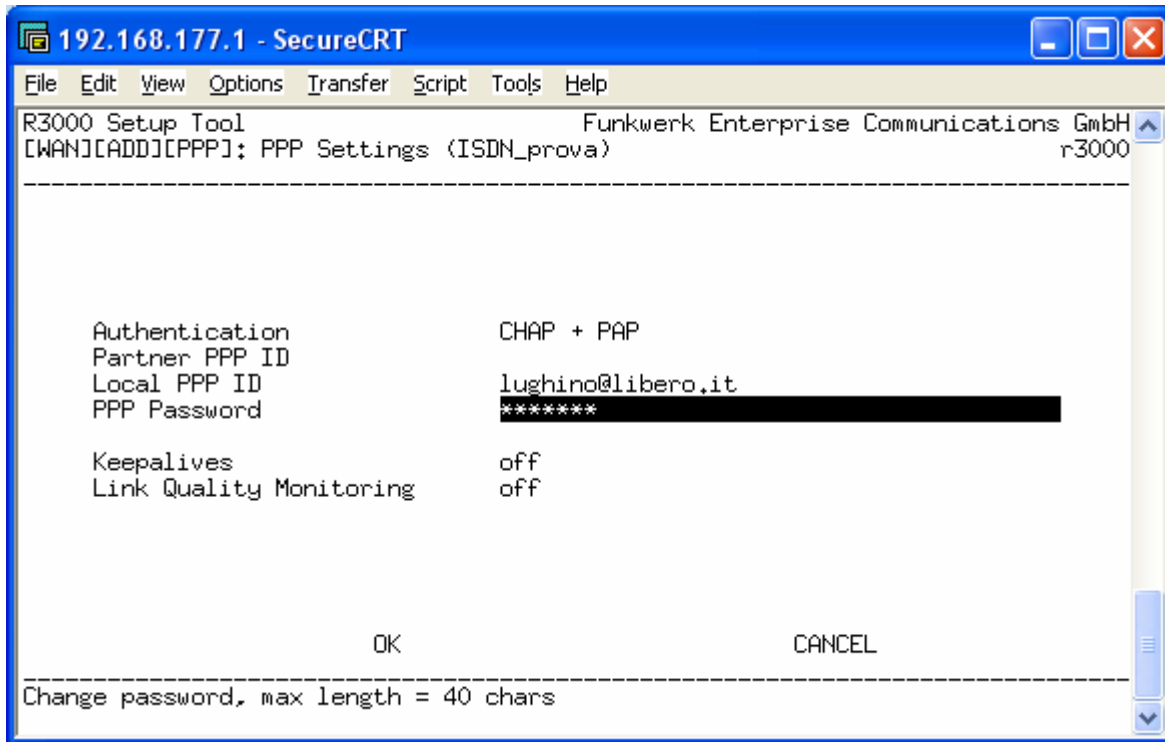 192.168.177.1 - SecureCRT
File Edit View Options Transfer Script Tools Help
R3000 Setup Tool Funkwerk Enterprise Communications GmbH
[WAN][ADD][PPP]: PPP Settings (ISDN_prova) r3000
Authentication CHAP + PAP
Partner PPP ID
Local PPP ID lughino@libero.it
PPP Password *******
Keepalives off
Link Quality Monitoring off
OK CANCEL
Change password, max length = 40 chars